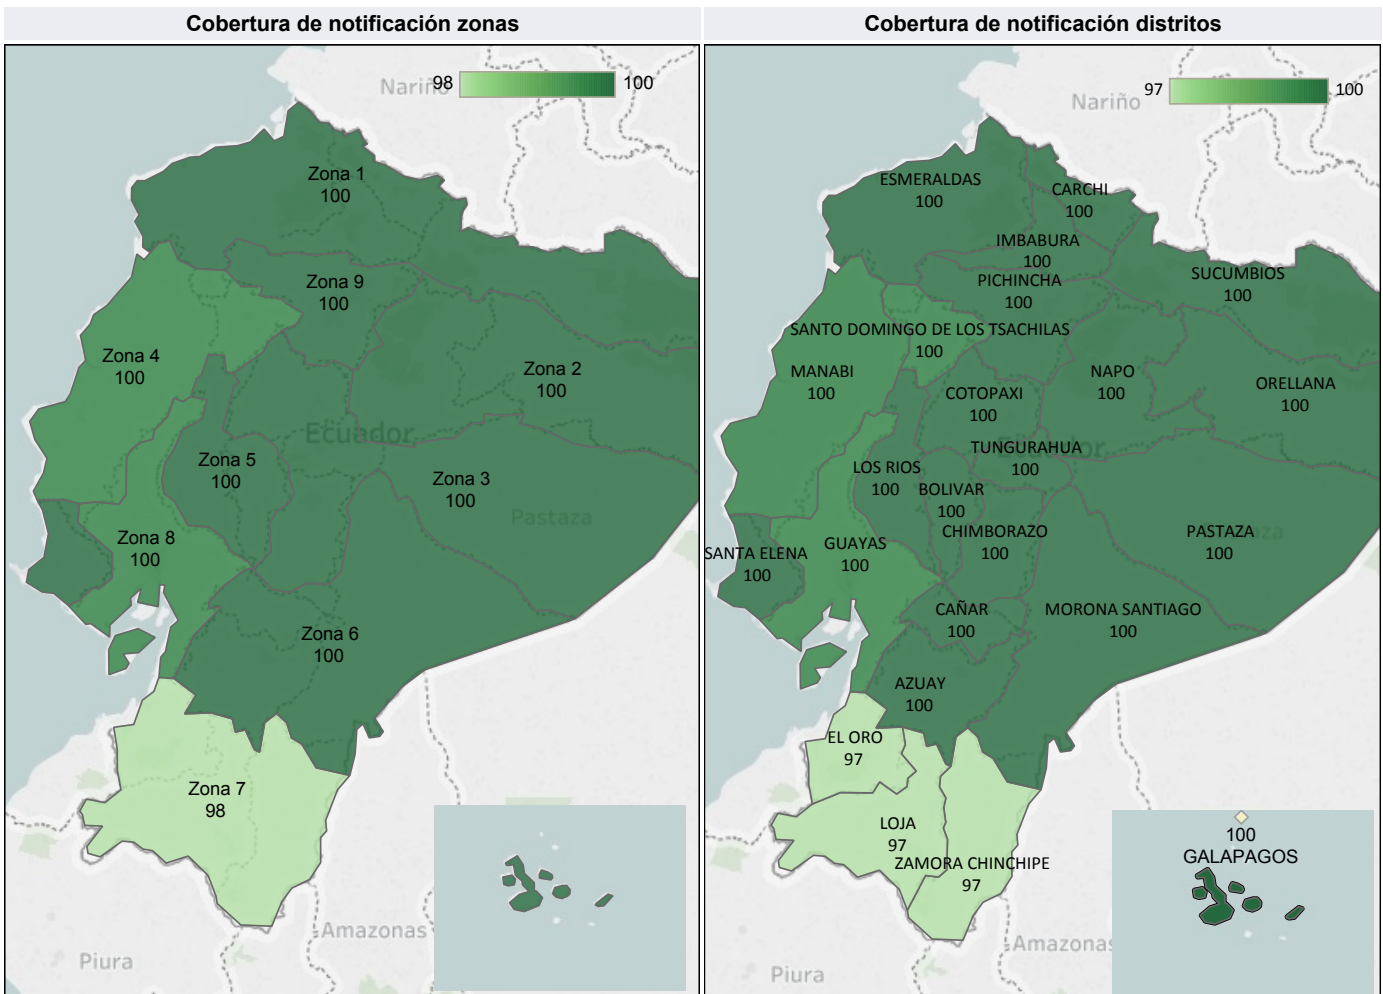 Cobertura de notificación zonas
Nariño
98
100
Zona 1
100
Zona 9
100
Zona 4
100
Zona 2
100
Ecuador
Zona 5
100
Zona 3
100
Pastaza
Zona 8
100
Zona 6
100
Zona 7
98
Amazonas
Piura
Cobertura de notificación distritos
97
100
Nariño
ESMERALDAS
100
CARCHI
100
IMBABURA
100
PICHINCHA
100
SUCUMBIOS
100
SANTO DOMINGO DE LOS TSACHILAS
100
MANABI
100
NAPO
100
ORELLANA
100
COTOPAXI
100
TUNGURAHUA
100
LOS RIOS
100
BOLIVAR
100
CHIMBORAZO
100
PASTAZA
100
GUAYAS
100
SANTA ELENA
100
CAÑAR
100
MORONA SANTIAGO
100
AZUAY
100
EL ORO
97
LOJA
97
ZAMORA CHINCHIPE
97
100
GALAPAGOS
Amazonas
Piura